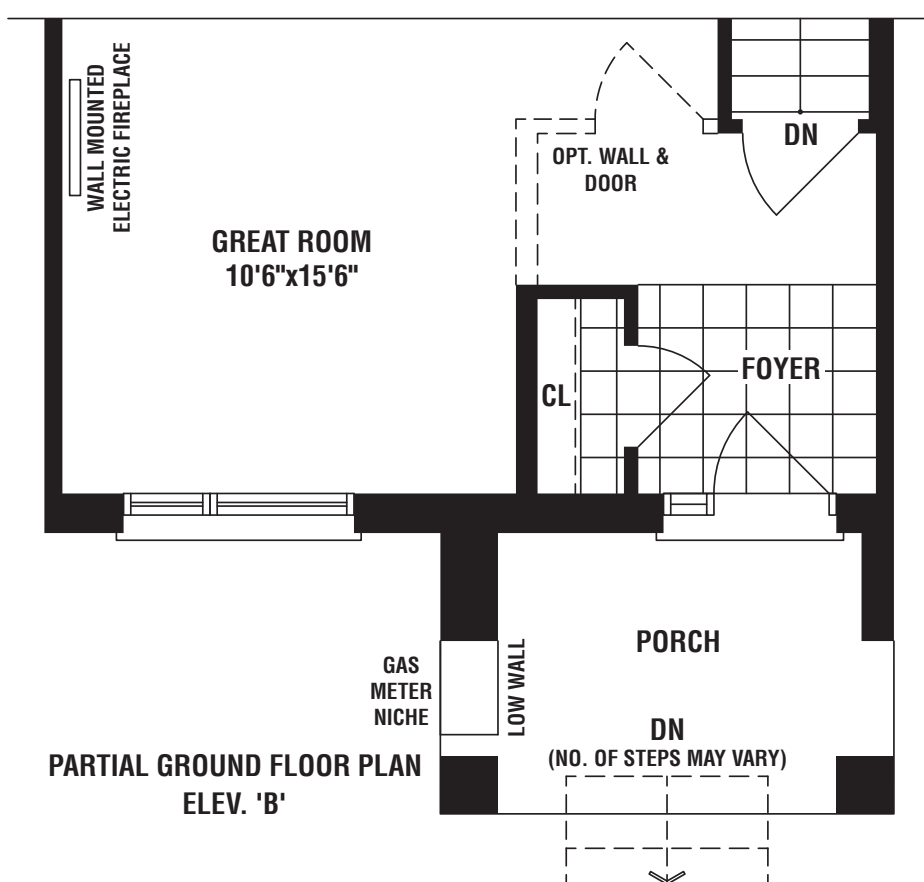 WALL MOUNTED
ELECTRIC FIREPLACE
DN
OPT. WALL &
DOOR
GREAT ROOM
10'6"x15'6"
FOYER
CL
PORCH
GAS
METER
NICHE
LOW WALL
DN
(NO. OF STEPS MAY VARY)
PARTIAL GROUND FLOOR PLAN
ELEV. 'B'